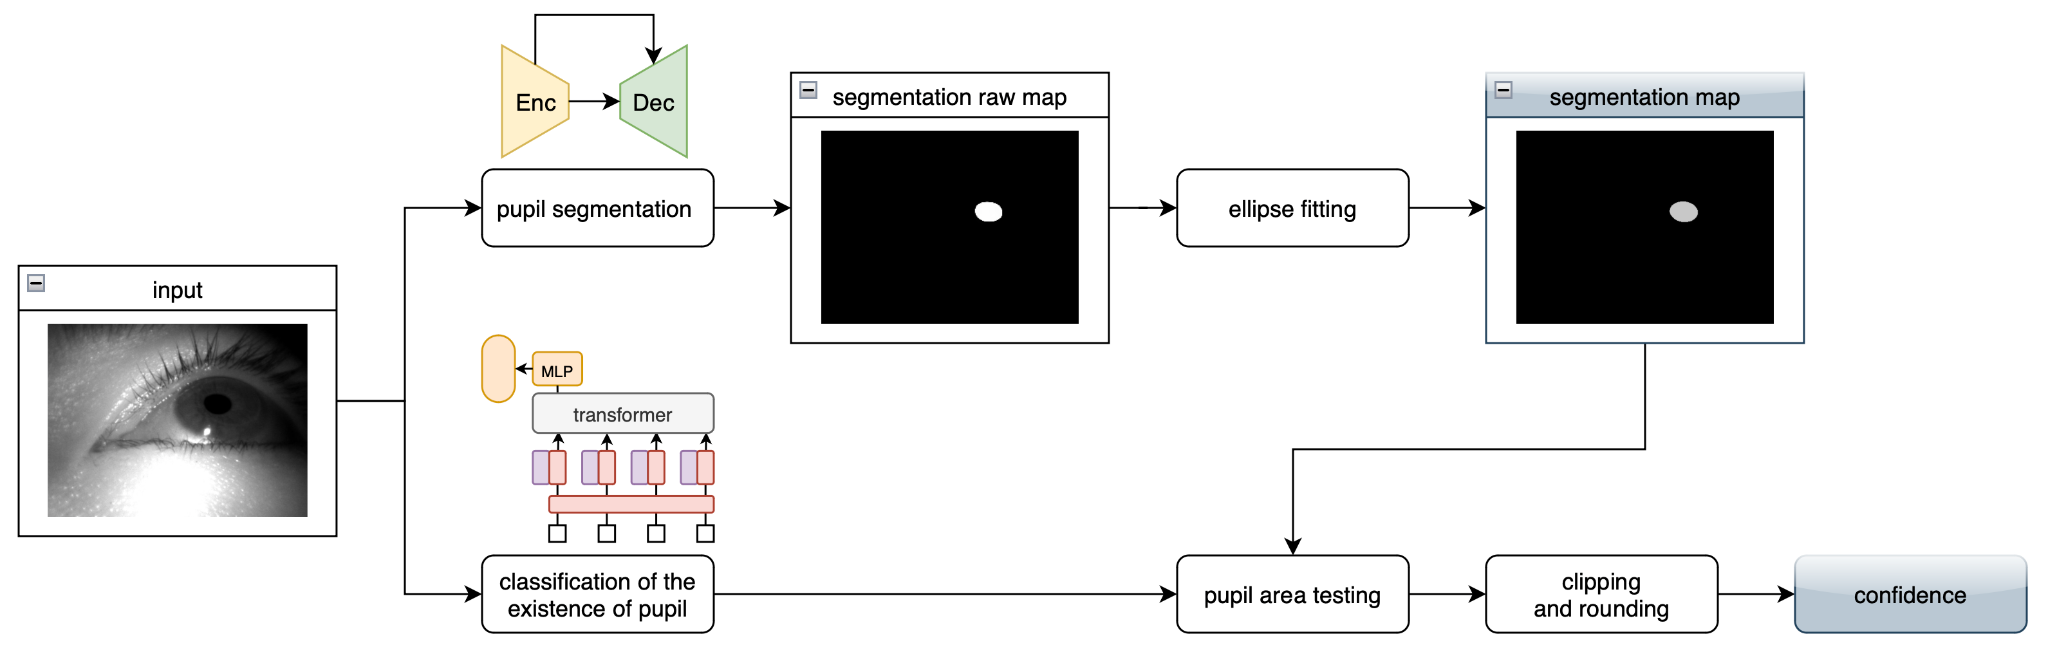 Enc
Dec
segmentation raw map
segmentation map
pupil segmentation
ellipse fitting
input
MLP
transformer
classification of the
existence of pupil
pupil area testing
clipping
and rounding
confidence